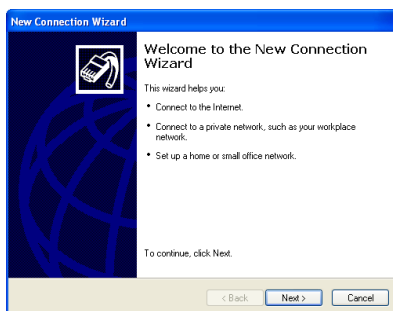 New Connection Wizard
Welcome to the New Connection
Wizard
This wizard helps you:
• Connect to the Internet.
• Connect to a private network, such as your workplace
network.
• Set up a home or small office network.
To continue, click Next.
< Back Next > Cancel